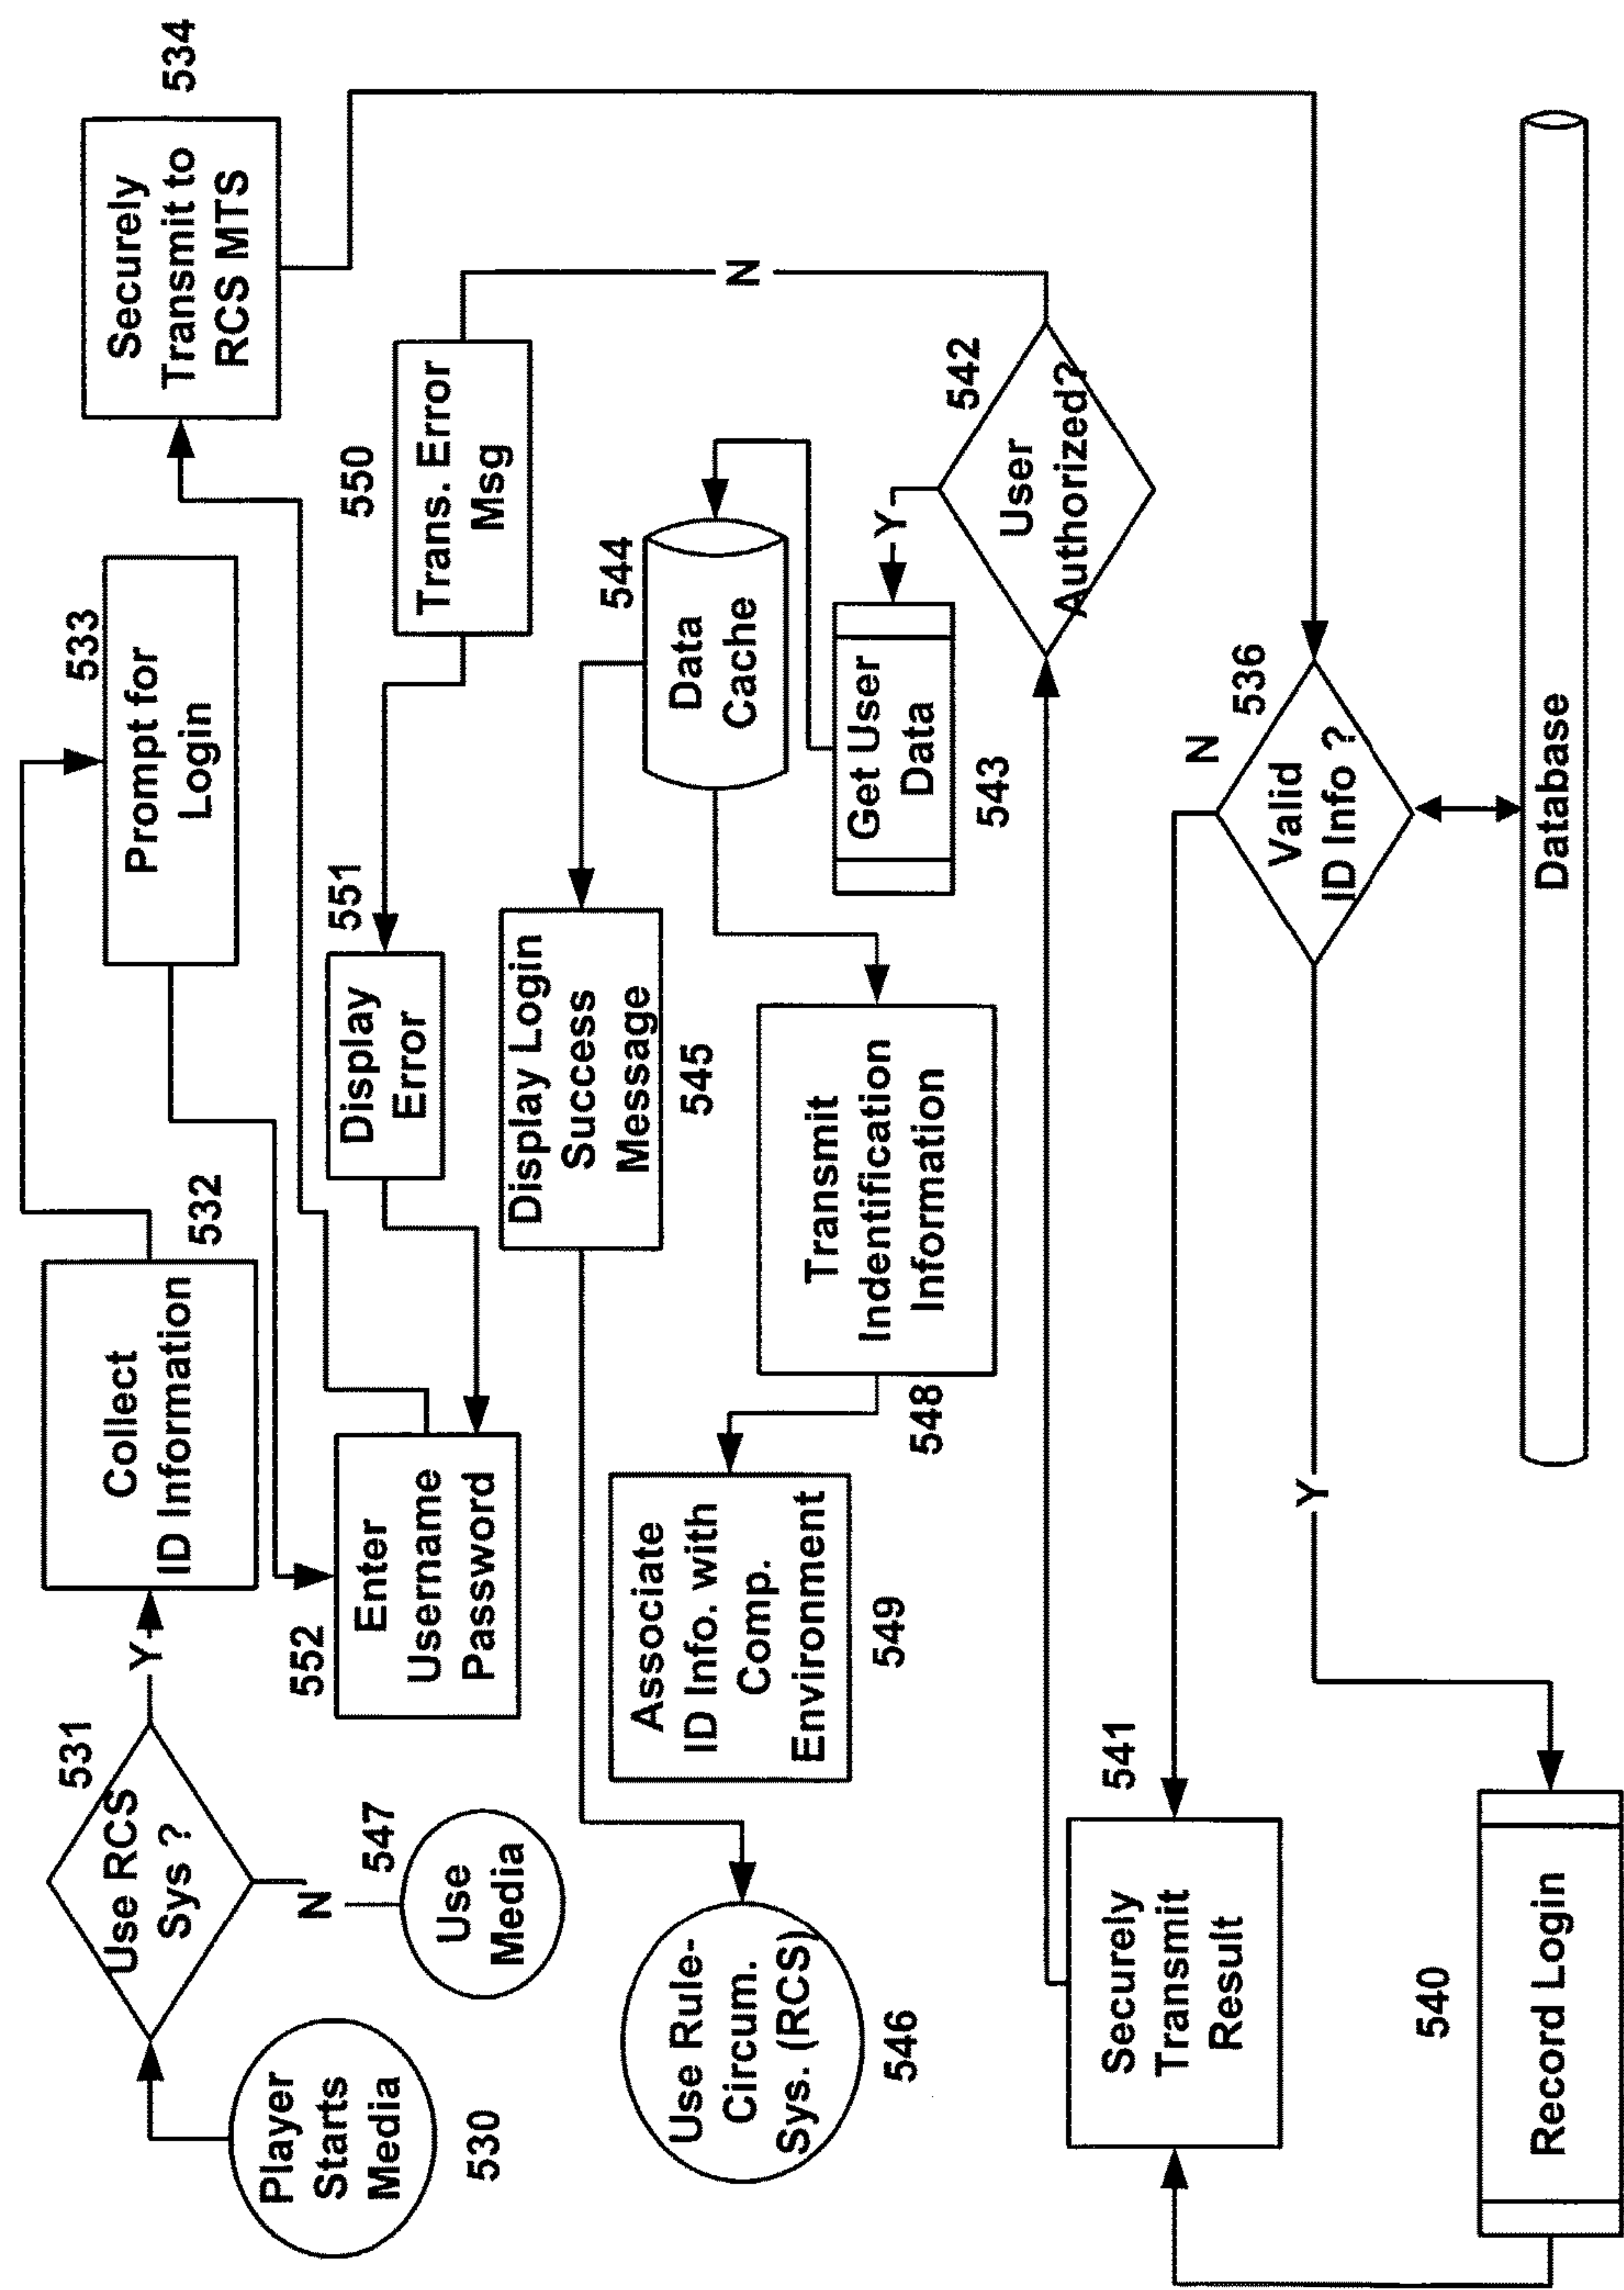 530
Player
Starts
Media
531
Use RCS
Sys ?
Y
N
547
Use
Media
Collect
ID Information
532
533
Prompt for
Login
534
Securely
Transmit to
RCS MTS
552
Enter
Username
Password
551
Display
Error
550
Trans. Error
Msg
N
Display Login
Success
Message
545
544
Data
Cache
Use Rule-
Circum.
Sys. (RCS)
546
Associate
ID Info. with
Comp.
Environment
549
Transmit
Indentification
Information
548
Get User
Data
543
Y
542
User
Authorized?
541
Securely
Transmit
Result
N
536
Valid
ID Info ?
Y
540
Record Login
Database